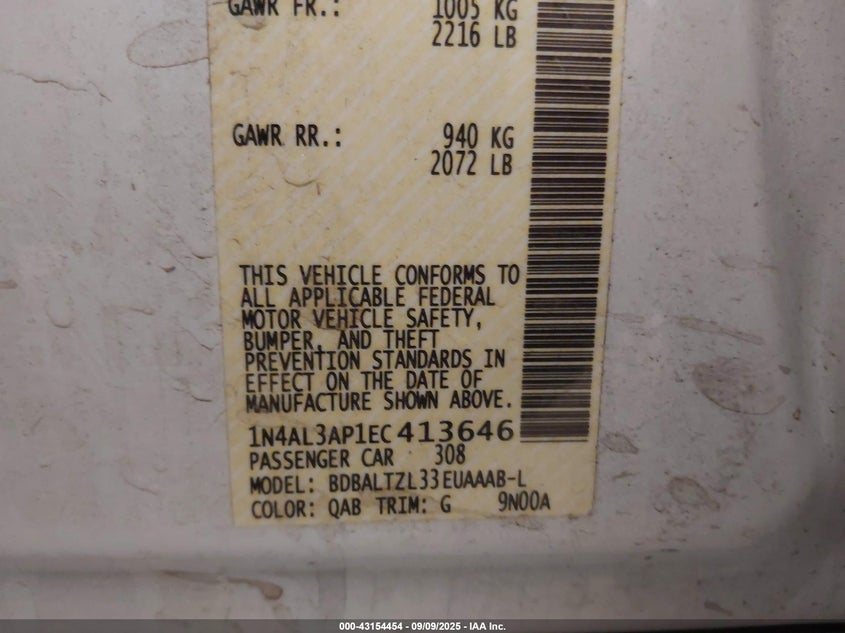 GAWR FR.: 1005 KG
2216 LB
GAWR RR.: 940 KG
2072 LB
THIS VEHICLE CONFORMS TO
ALL APPLICABLE FEDERAL
MOTOR VEHICLE SAFETY,
BUMPER, AND THEFT
PREVENTION STANDARDS IN
EFFECT ON THE DATE OF
MANUFACTURE SHOWN ABOVE.
1N4AL3AP1EC413646
PASSENGER CAR 308
MODEL: BDBALTZL33EUAAAB-L
COLOR: QAB TRIM: G 9N00A
000-43154454 - 09/09/2025 - IAA Inc.